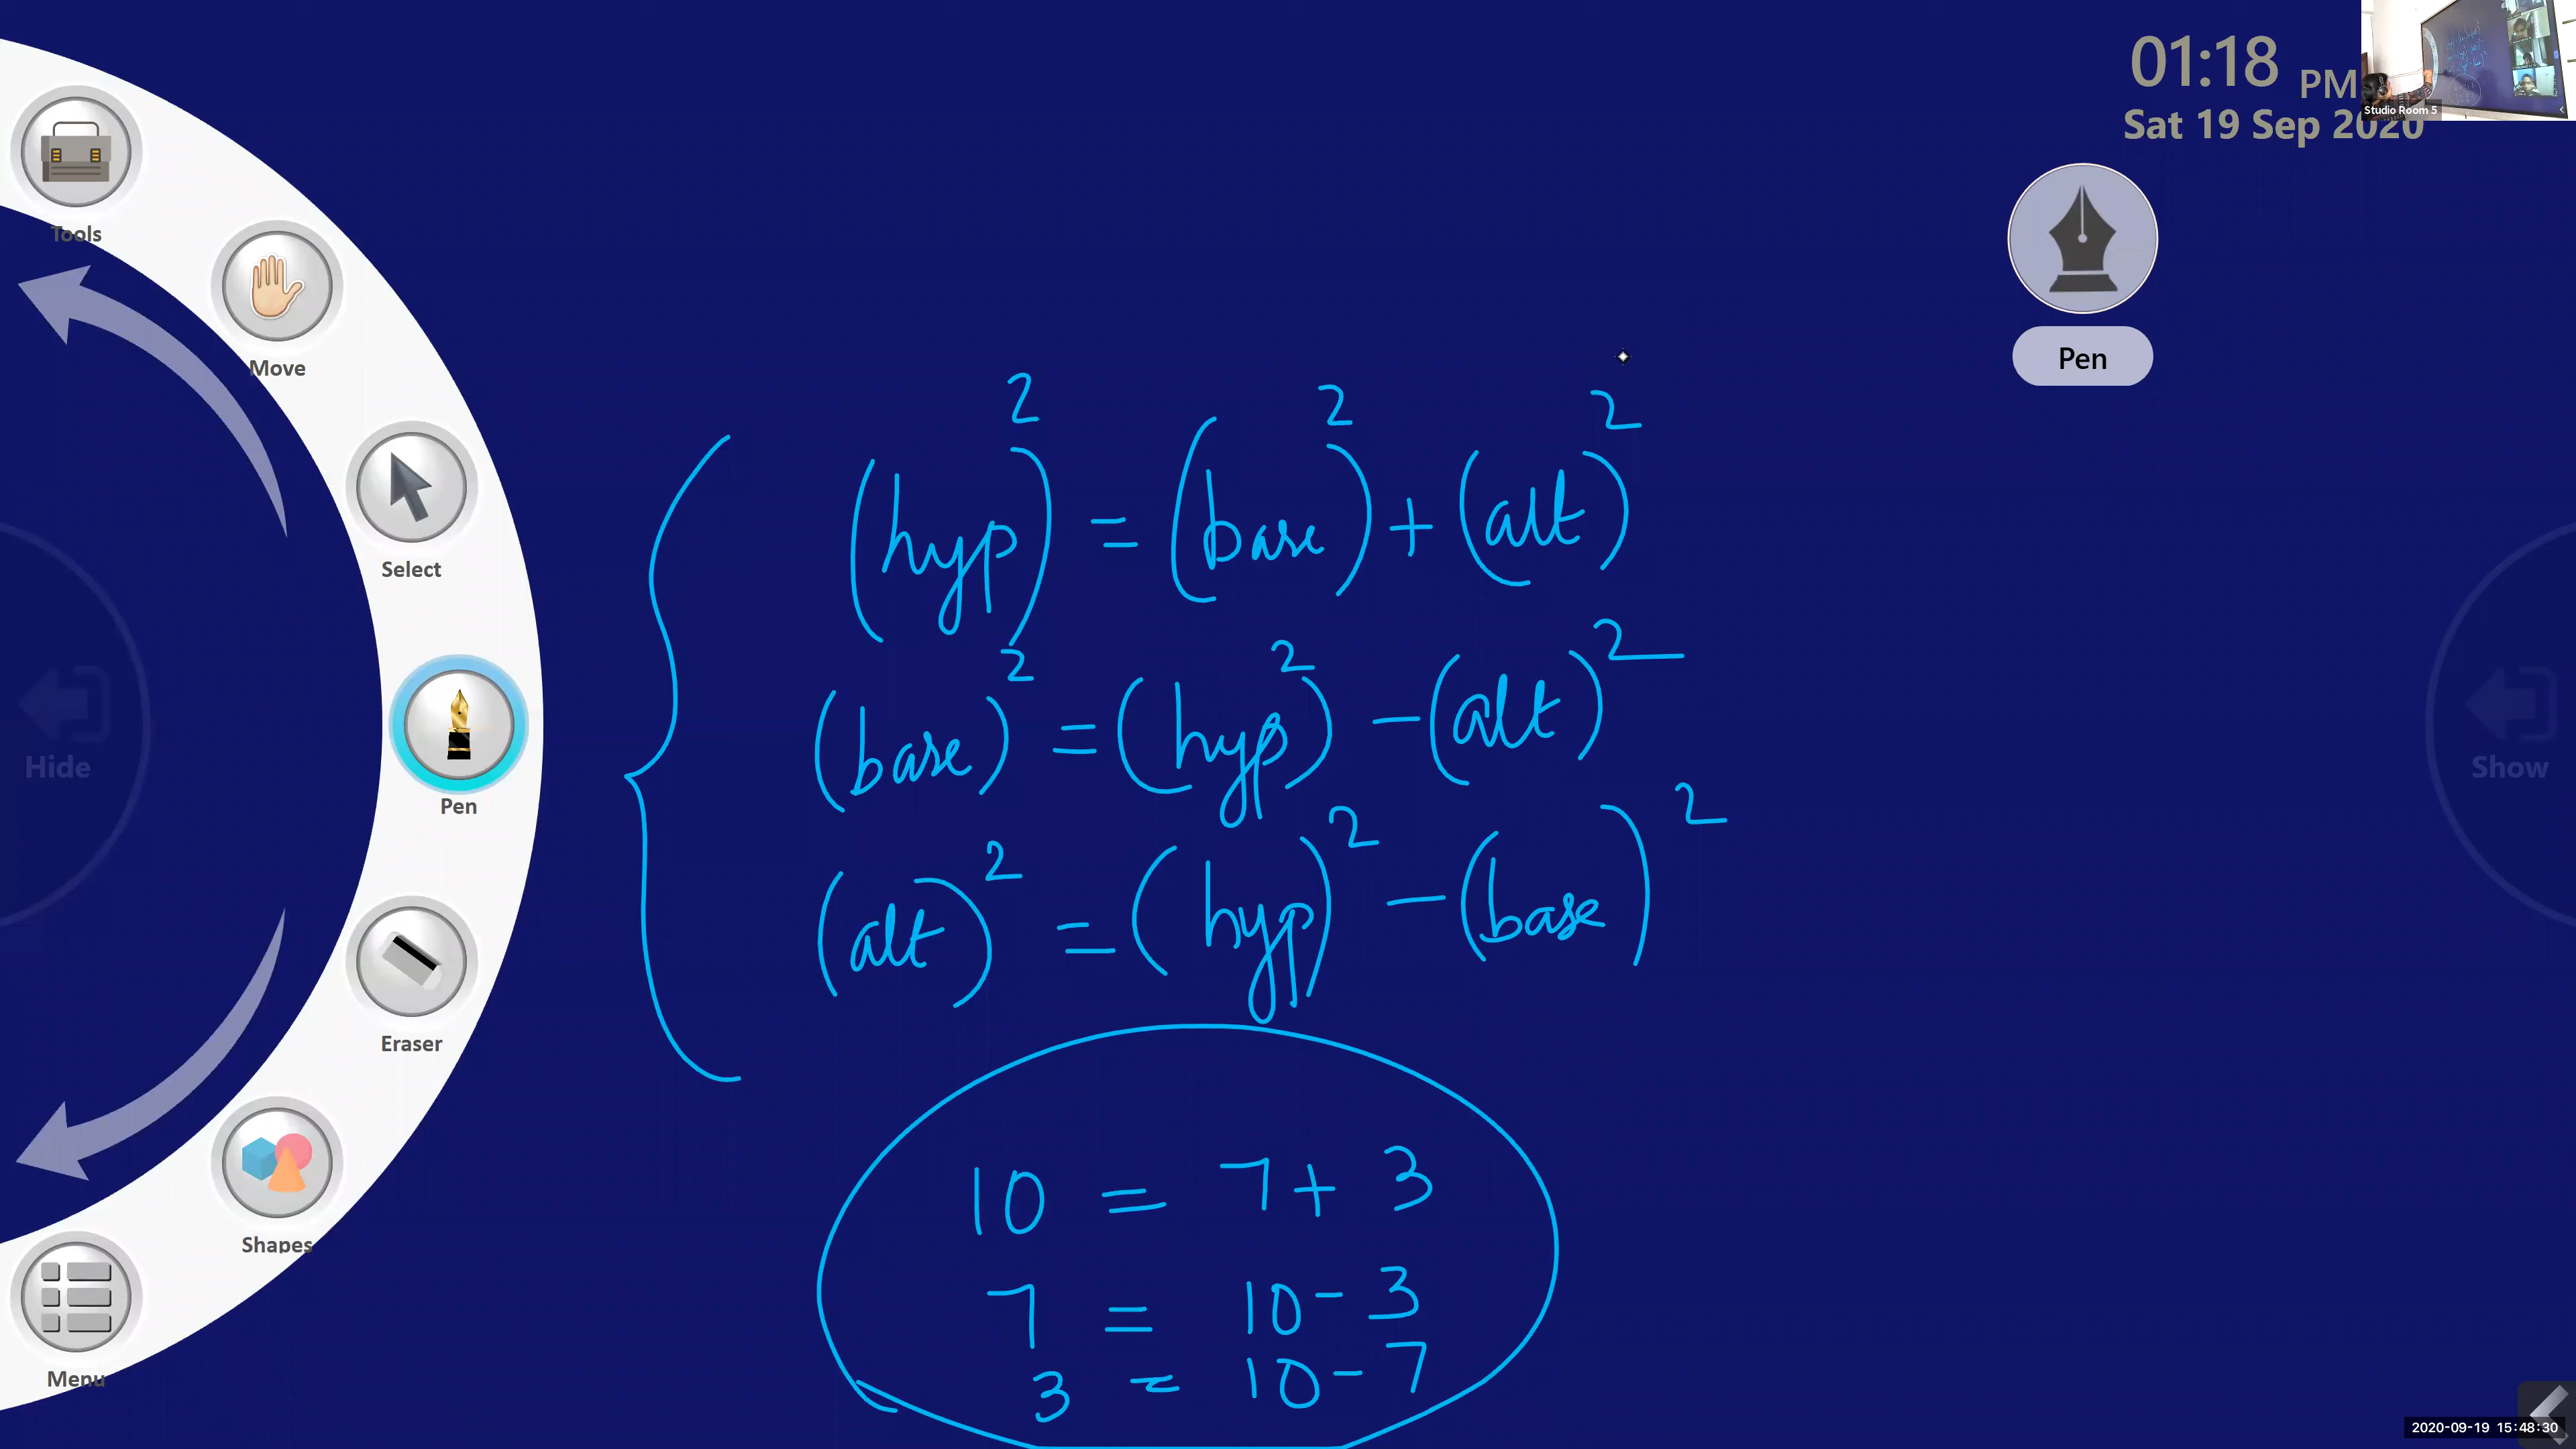 01:18 PM
Sat 19 Sep 2020
Studio Room 5
Tools
Move
Select
Pen
Eraser
Shapes
Menu
Hide
Show
Pen
(hyp)² = (base)² + (alt)²
(base)² = (hyp)² - (alt)²
(alt)² = (hyp)² - (base)²
10 = 7 + 3
7 = 10 - 3
3 = 10 - 7
2020-09-19 15:48:30